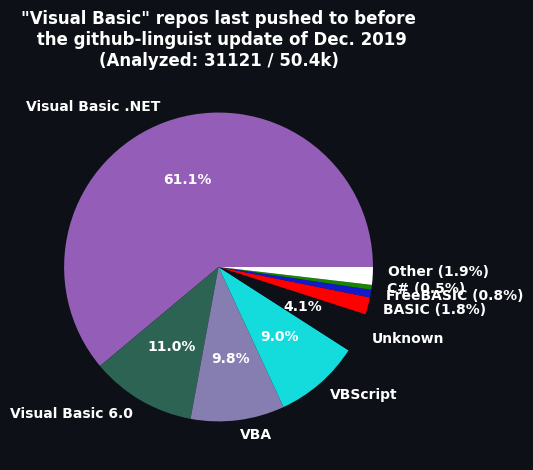 "Visual Basic" repos last pushed to before
the github-linguist update of Dec. 2019
(Analyzed: 31121 / 50.4k)
Visual Basic .NET
61.1%
Other (1.9%)
C# (0.5%)
FreeBASIC (0.8%)
BASIC (1.8%)
4.1%
Unknown
9.0%
VBScript
9.8%
VBA
11.0%
Visual Basic 6.0